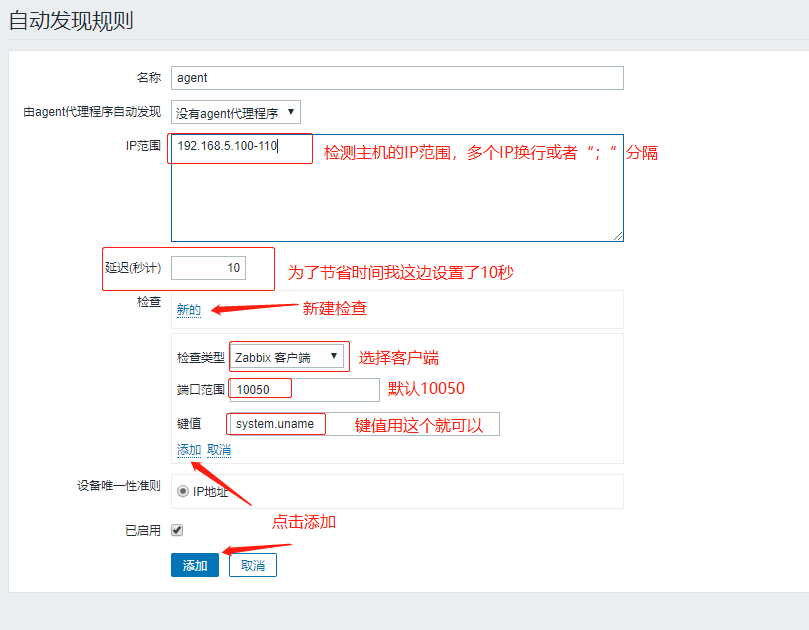 自动发现规则
名称 agent
由agent代理程序自动发现 没有agent代理程序
IP范围 192.168.5.100-110 检测主机的IP范围，多个IP换行或者“；“分隔
延迟(秒计) 10 为了节省时间我这边设置了10秒
检查 新的 新建检查
检查类型 Zabbix 客户端 选择客户端
端口范围 10050 默认10050
键值 system.uname 键值用这个就可以
添加 取消
设备唯一性准则 IP地址
点击添加
已启用
添加 取消